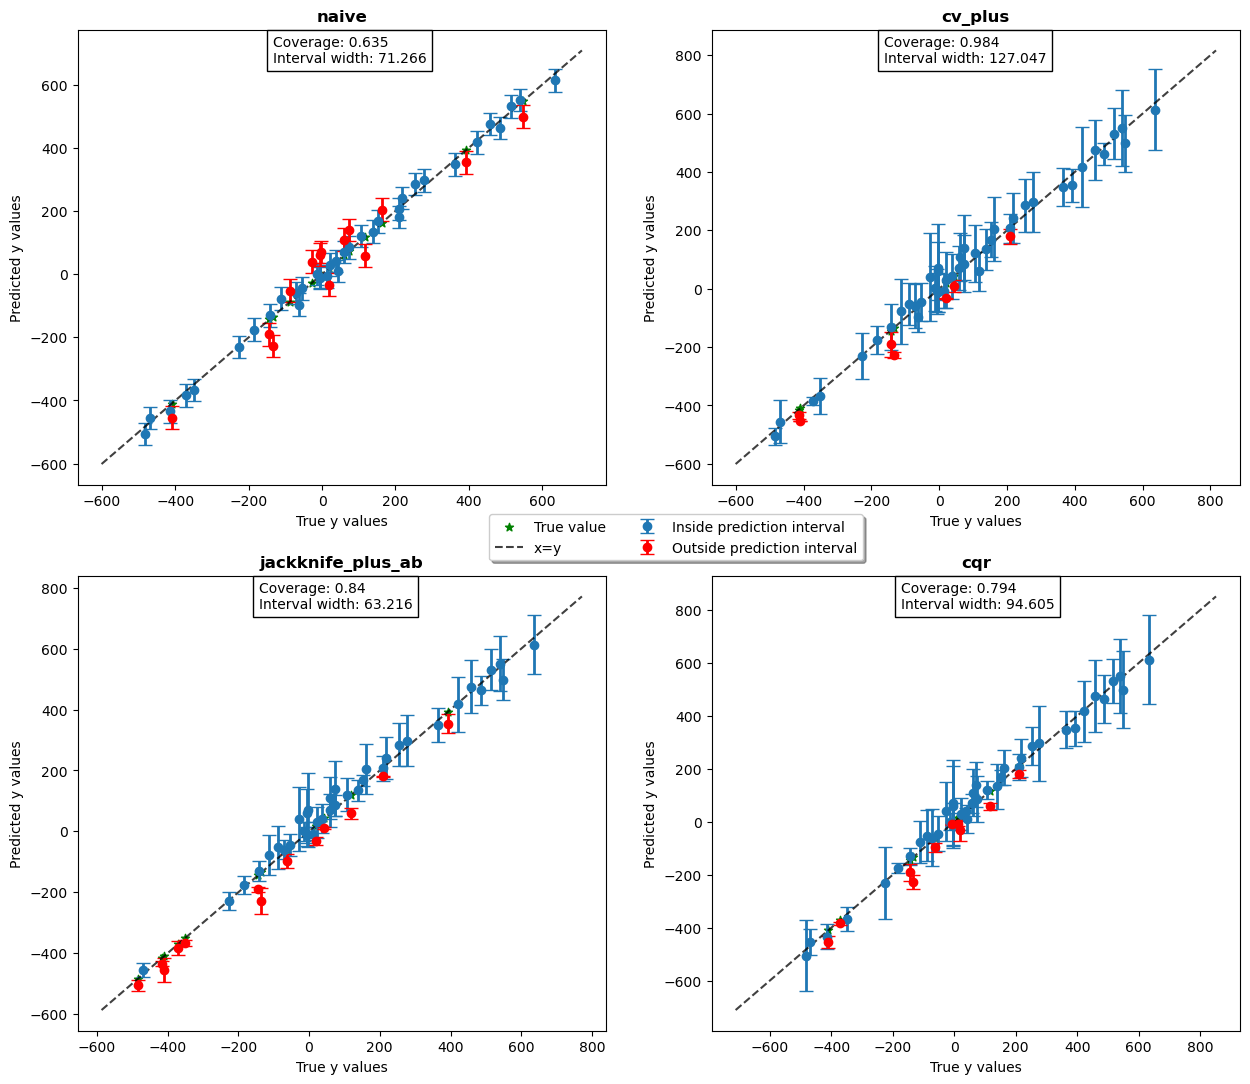 naive
Coverage: 0.635
Interval width: 71.266
Predicted y values
600
400
200
0
−200
−400
−600
−600 −400 −200 0 200 400 600
True y values
cv_plus
Coverage: 0.984
Interval width: 127.047
Predicted y values
800
600
400
200
0
−200
−400
−600
−600 −400 −200 0 200 400 600 800
True y values
True value
x=y
Inside prediction interval
Outside prediction interval
jackknife_plus_ab
Coverage: 0.84
Interval width: 63.216
Predicted y values
800
600
400
200
0
−200
−400
−600
−600 −400 −200 0 200 400 600 800
True y values
cqr
Coverage: 0.794
Interval width: 94.605
Predicted y values
800
600
400
200
0
−200
−400
−600
−600 −400 −200 0 200 400 600 800
True y values